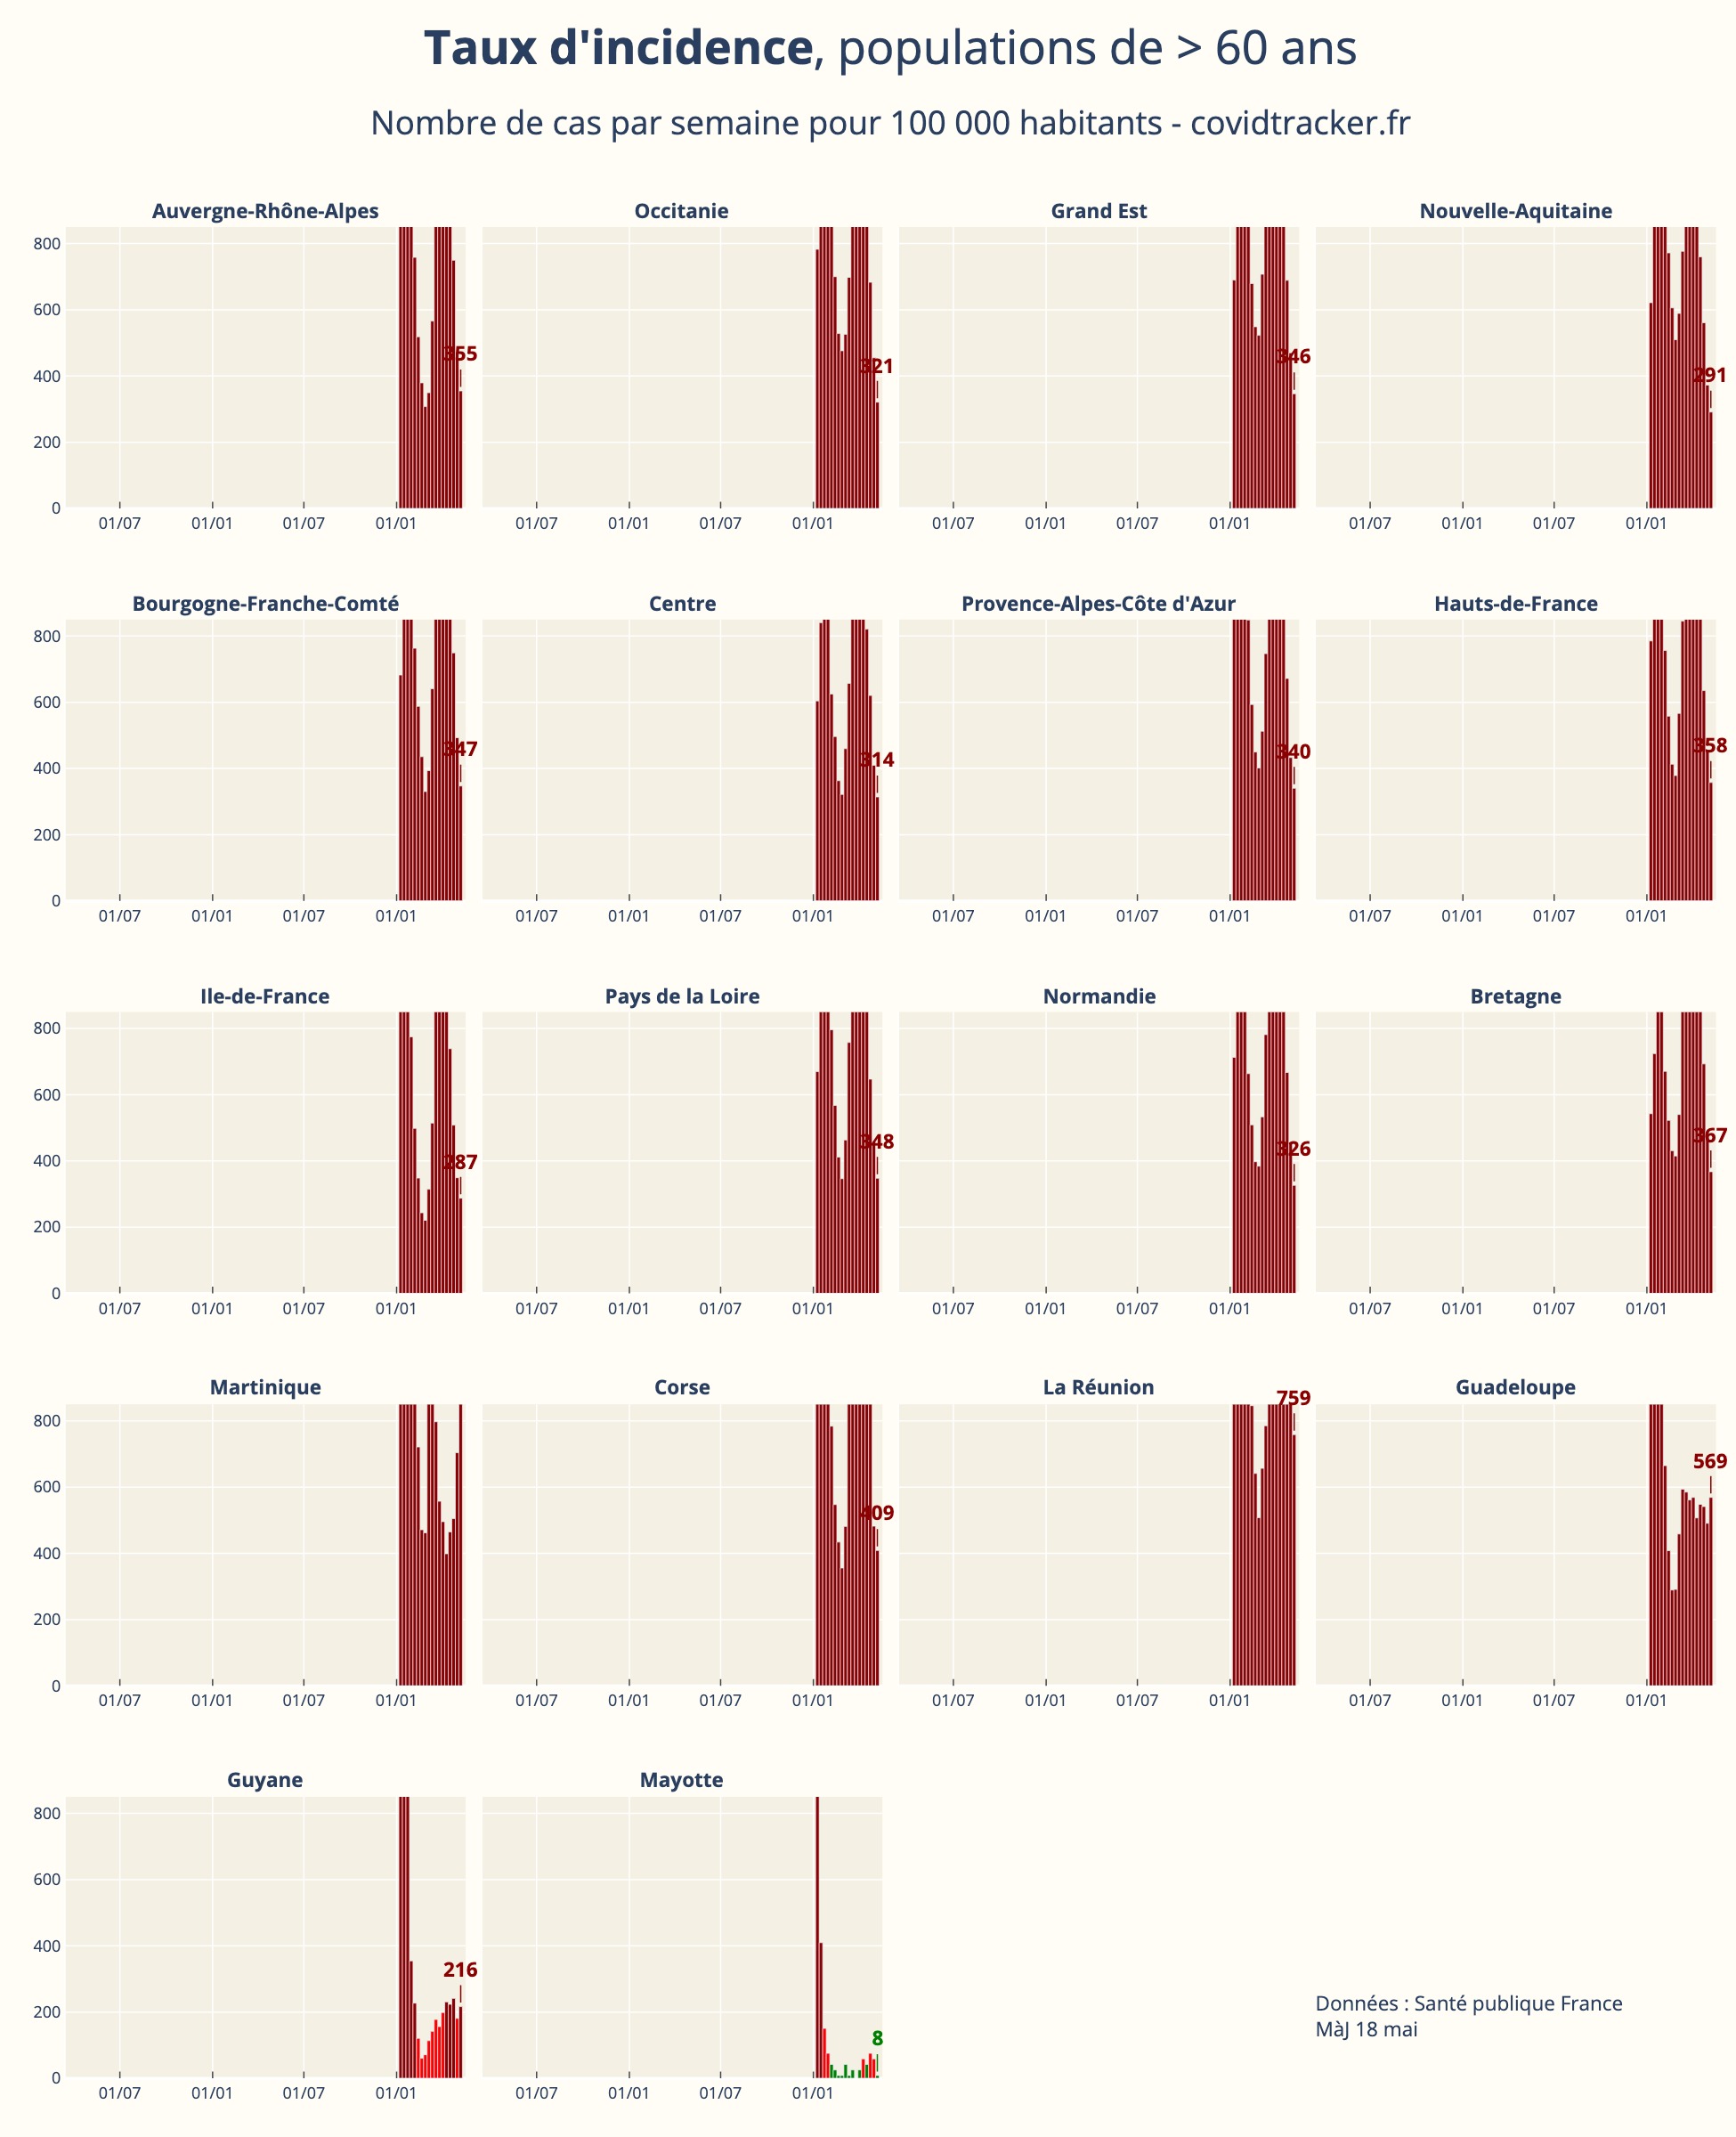 Taux d'incidence, populations de > 60 ans
Nombre de cas par semaine pour 100 000 habitants - covidtracker.fr
Auvergne-Rhône-Alpes
Occitanie
Grand Est
Nouvelle-Aquitaine
800
600
400
200
0
355
321
346
291
01/07 01/01 01/07 01/01
01/07 01/01 01/07 01/01
01/07 01/01 01/07 01/01
01/07 01/01 01/07 01/01
Bourgogne-Franche-Comté
Centre
Provence-Alpes-Côte d'Azur
Hauts-de-France
800
600
400
200
0
347
314
340
358
01/07 01/01 01/07 01/01
01/07 01/01 01/07 01/01
01/07 01/01 01/07 01/01
01/07 01/01 01/07 01/01
Ile-de-France
Pays de la Loire
Normandie
Bretagne
800
600
400
200
0
287
348
326
367
01/07 01/01 01/07 01/01
01/07 01/01 01/07 01/01
01/07 01/01 01/07 01/01
01/07 01/01 01/07 01/01
Martinique
Corse
La Réunion
Guadeloupe
800
600
400
200
0
409
759
569
01/07 01/01 01/07 01/01
01/07 01/01 01/07 01/01
01/07 01/01 01/07 01/01
01/07 01/01 01/07 01/01
Guyane
Mayotte
800
600
400
200
0
216
8
01/07 01/01 01/07 01/01
01/07 01/01 01/07 01/01
Données : Santé publique France
MàJ 18 mai